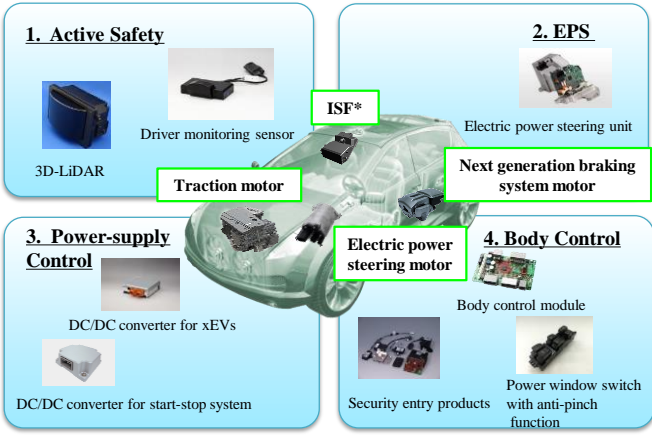 1. Active Safety
Driver monitoring sensor
3D-LiDAR
2. EPS
Electric power steering unit
ISF*
Traction motor
Next generation braking
system motor
Electric power
steering motor
3. Power-supply
Control
DC/DC converter for xEVs
DC/DC converter for start-stop system
4. Body Control
Body control module
Security entry products
Power window switch
with anti-pinch
function